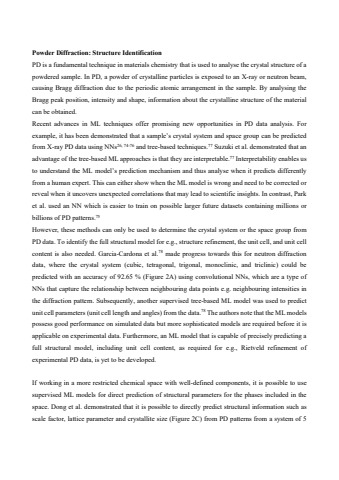 Powder Diffraction: Structure Identification
PD is a fundamental technique in materials chemistry that is used to analyse the crystal structure of a
powdered sample. In PD, a powder of crystalline particles is exposed to an X-ray or neutron beam,
causing Bragg diffraction due to the periodic atomic arrangement in the sample. By analysing the
Bragg peak position, intensity and shape, information about the crystalline structure of the material
can be obtained.
Recent advances in ML techniques offer promising new opportunities in PD data analysis. For
example, it has been demonstrated that a sample's crystal system and space group can be predicted
from X-ray PD data using NNs and tree-based techniques.77 Suzuki et al. demonstrated that an
advantage of the tree-based ML approaches is that they are interpretable.77 Interpretability enables us
to understand the ML model's prediction mechanism and thus analyse when it predicts differently
from a human expert. This can either show when the ML model is wrong and need to be corrected or
reveal when it uncovers unexpected correlations that may lead to scientific insights. In contrast, Park
et al. used an NN which is easier to train on possible larger future datasets containing millions or
billions of PD patterns.
However, these methods can only be used to determine the crystal system or the space group from
PD data. To identify the full structural model for e.g., structure refinement, the unit cell, and unit cell
content is also needed. Garcia-Cardona et al. made progress towards this for neutron diffraction
data, where the crystal system (cubic, tetragonal, trigonal, monoclinic, and triclinic) could be
predicted with an accuracy of 92.65 % (Figure 2A) using convolutional NNs, which are a type of
NNs that capture the relationship between neighbouring data points e.g. neighbouring intensities in
the diffraction pattern. Subsequently, another supervised tree-based ML model was used to predict
unit cell parameters (unit cell length and angles) from the data. The authors note that the ML models
possess good performance on simulated data but more sophisticated models are required before it is
applicable on experimental data. Furthermore, an ML model that is capable of precisely predicting a
full structural model, including unit cell content, as required for e.g., Rietveld refinement of
experimental PD data, is yet to be developed.
If working in a more restricted chemical space with well-defined components, it is possible to use
supervised ML models for direct prediction of structural parameters for the phases included in the
space. Dong et al. demonstrated that it is possible to directly predict structural information such as
scale factor, lattice parameter and crystallite size (Figure 2C) from PD patterns from a system of 5